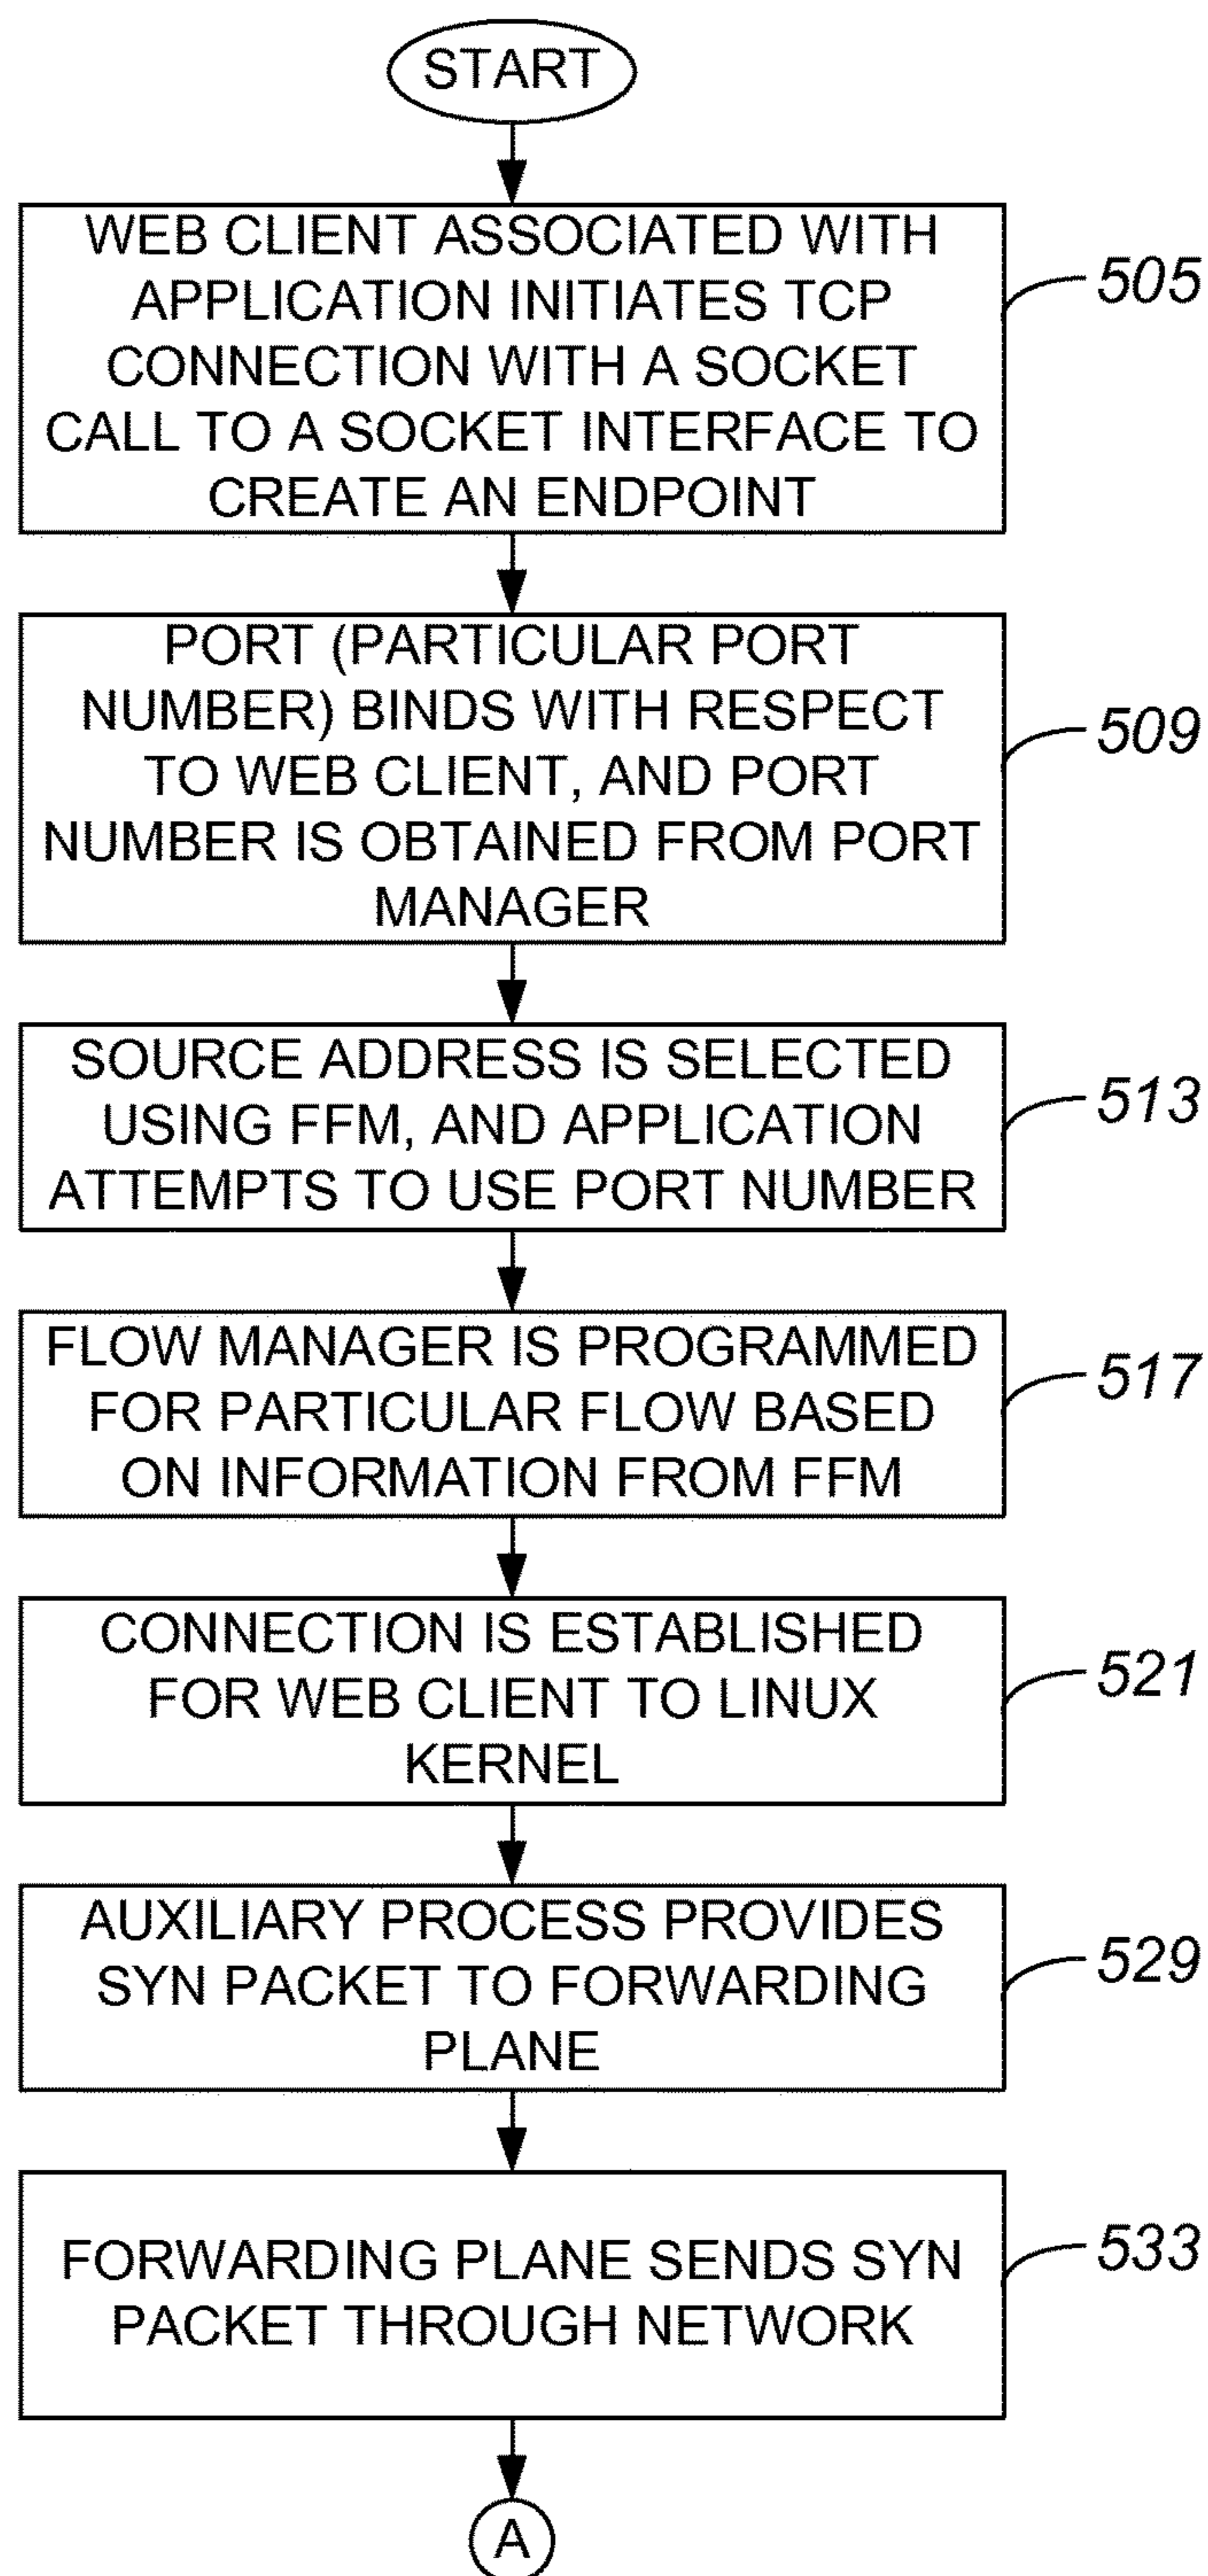 START
WEB CLIENT ASSOCIATED WITH
APPLICATION INITIATES TCP
CONNECTION WITH A SOCKET
CALL TO A SOCKET INTERFACE TO
CREATE AN ENDPOINT
505
PORT (PARTICULAR PORT
NUMBER) BINDS WITH RESPECT
TO WEB CLIENT, AND PORT
NUMBER IS OBTAINED FROM PORT
MANAGER
509
SOURCE ADDRESS IS SELECTED
USING FFM, AND APPLICATION
ATTEMPTS TO USE PORT NUMBER
513
FLOW MANAGER IS PROGRAMMED
FOR PARTICULAR FLOW BASED
ON INFORMATION FROM FFM
517
CONNECTION IS ESTABLISHED
FOR WEB CLIENT TO LINUX
KERNEL
521
AUXILIARY PROCESS PROVIDES
SYN PACKET TO FORWARDING
PLANE
529
FORWARDING PLANE SENDS SYN
PACKET THROUGH NETWORK
533
A